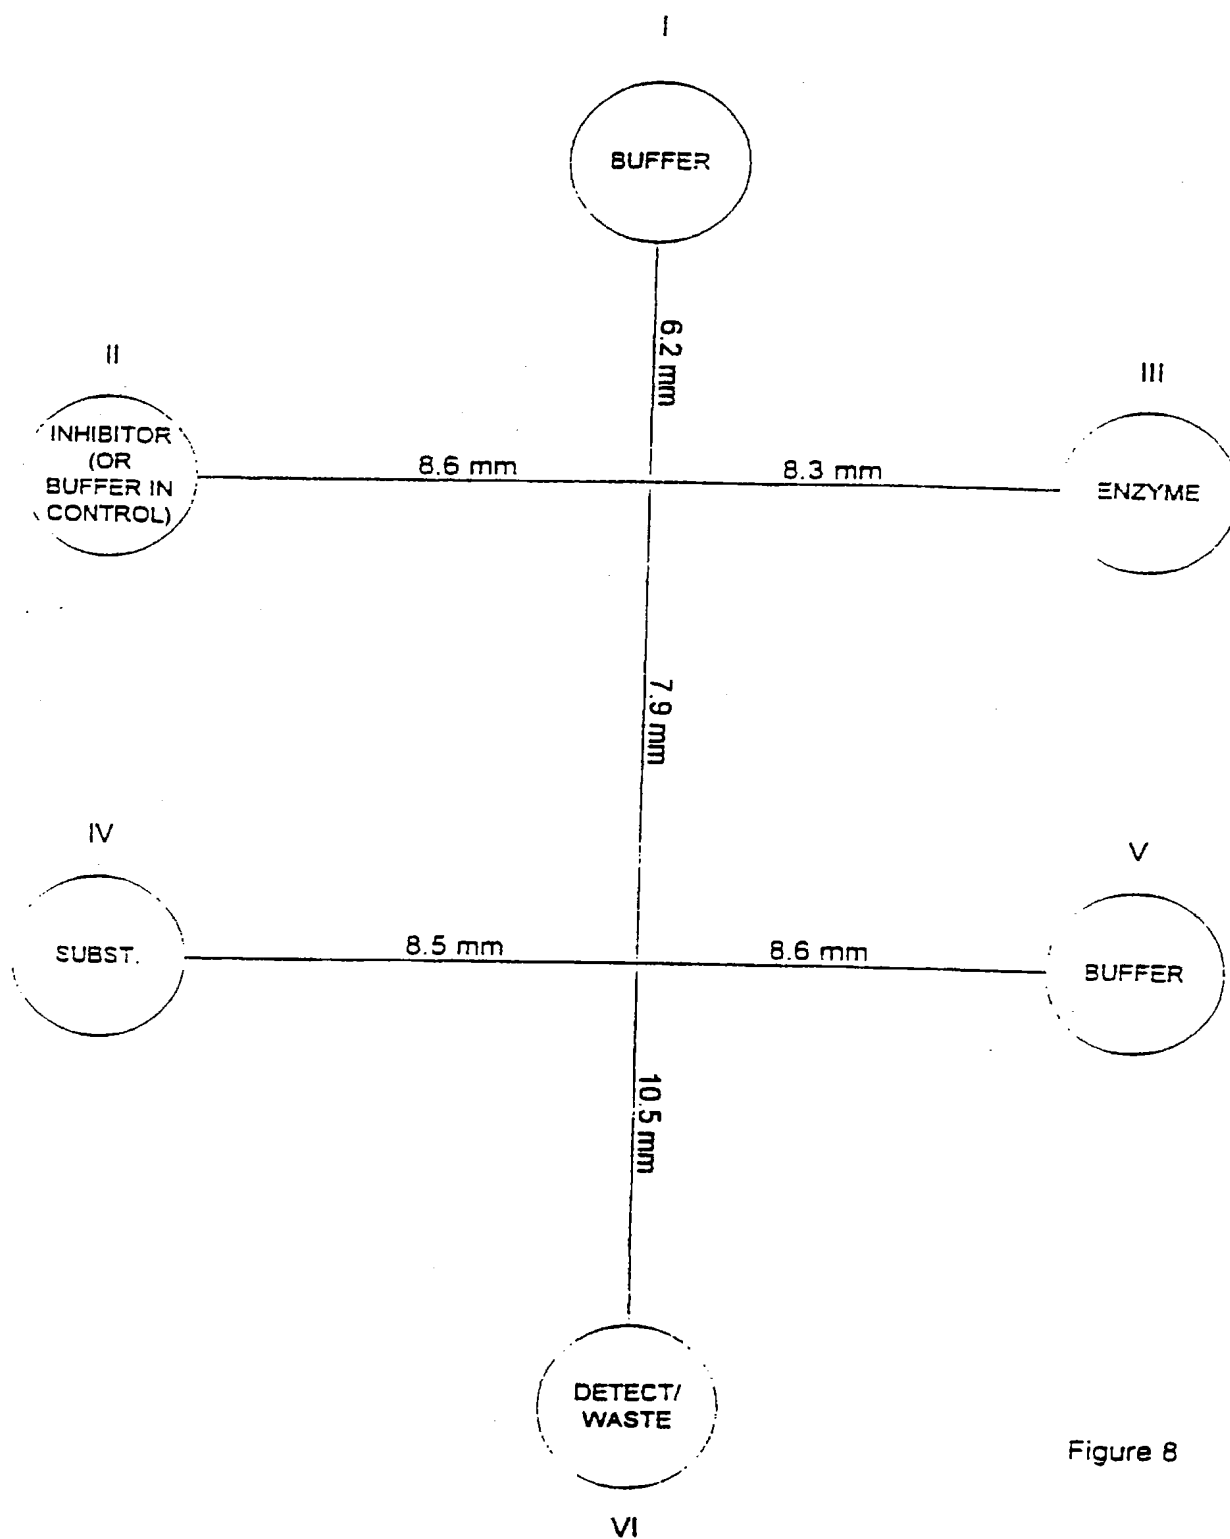 I
BUFFER
6.2 mm
II
III
INHIBITOR
(OR
BUFFER IN
CONTROL)
8.6 mm
8.3 mm
ENZYME
7.9 mm
IV
V
SUBST.
8.5 mm
8.6 mm
BUFFER
10.5 mm
DETECT/
WASTE
Figure 8
VI